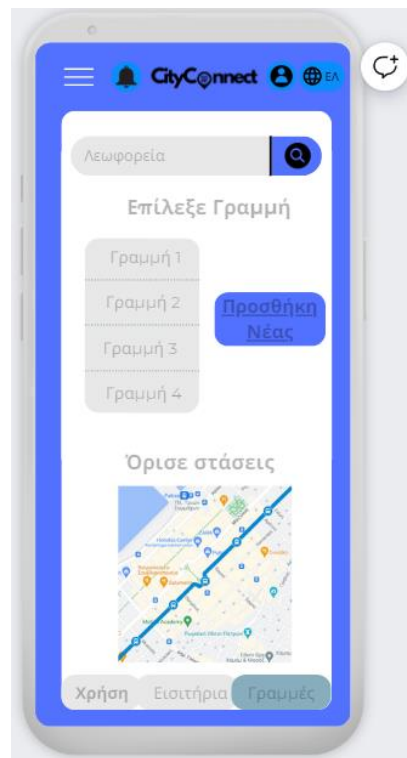 CityConnect
ΕΛ
Λεωφορεία
Επίλεξε Γραμμή
Γραμμή 1
Γραμμή 2
Γραμμή 3
Γραμμή 4
Προσθήκη
Νέας
Όρισε στάσεις
Χρήση Εισιτήρια Γραμμές